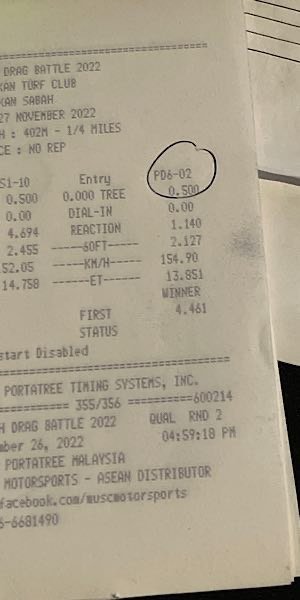 DRAG BATTLE 2022
KAN TURF CLUB
KAN SABAH
27 NOVEMBER 2022
H : 402M - 1/4 MILES
CE : NO REP
S1-10 Entry PD6-02
0.500 0.000 TREE 0.500
0.00 DIAL-IN 0.00
4.694 REACTION 1.140
2.455 -----60FT----- 2.127
52.05 ------KM/H----- 154.90
14.758 -----ET----- 13.851
WINNER
FIRST 4.461
STATUS
start Disabled
PORTATREE TIMING SYSTEMS, INC.
========== 355/356 ==========600214
H DRAG BATTLE 2022 QUAL RND 2
mber 26, 2022 04:59:18 PM
PORTATREE MALAYSIA
MOTORSPORTS - ASEAN DISTRIBUTOR
facebook.com/muscmotorsports
6-6681490